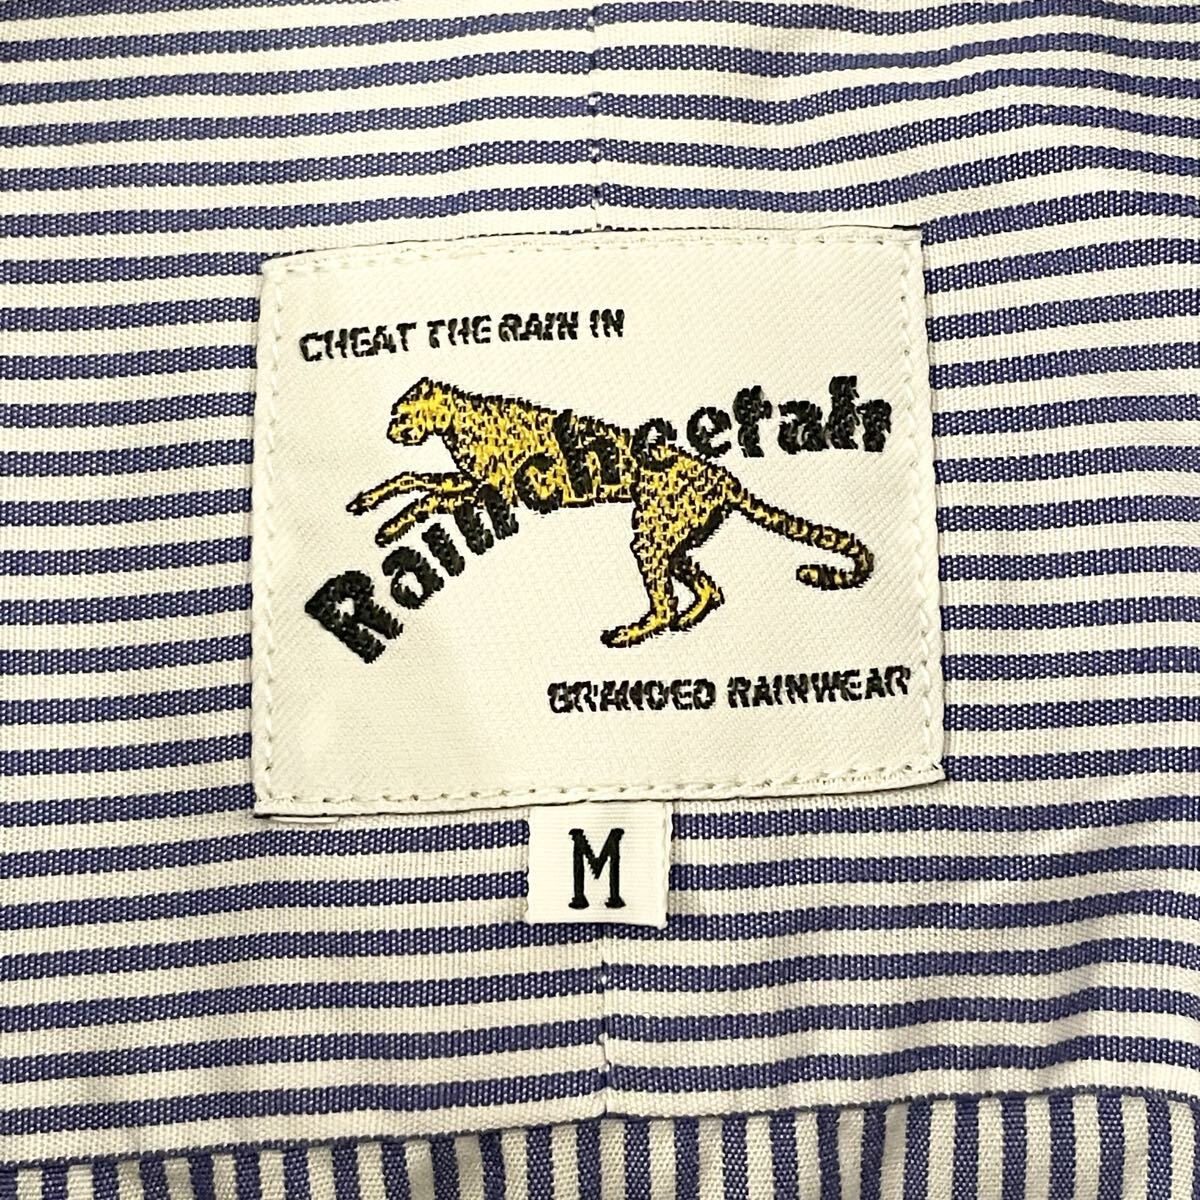 CHEAT THE RAIN IN
Raincheetah
BRANDED RAINWEAR
M